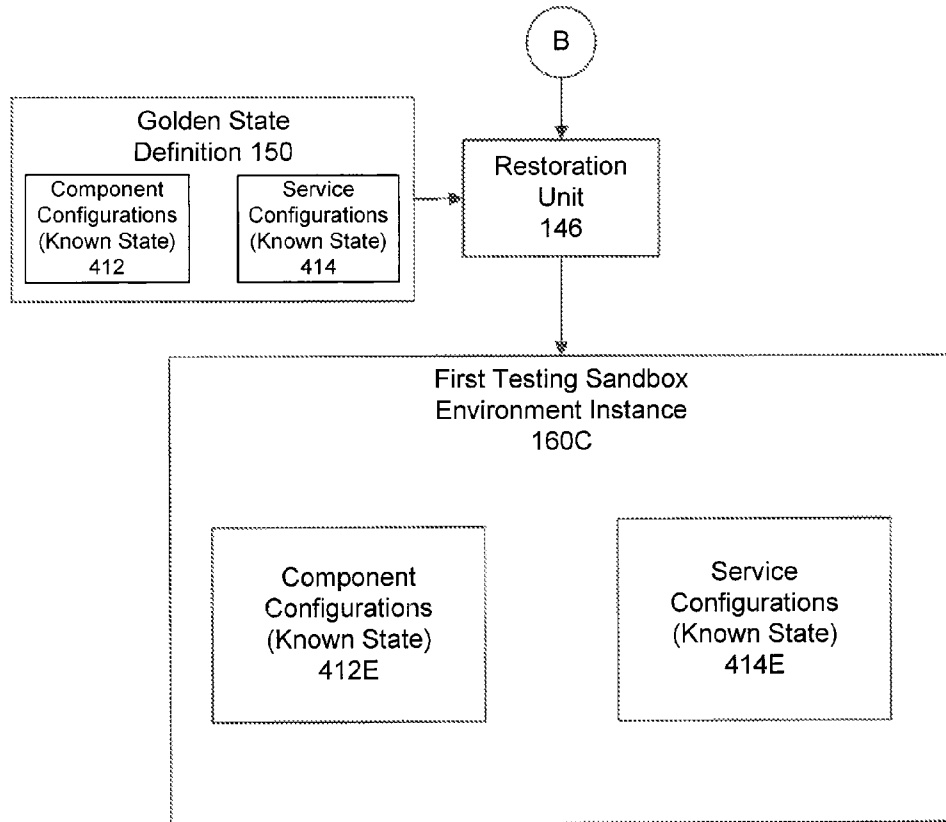 B
Golden State
Definition 150
Component
Configurations
(Known State)
412
Service
Configurations
(Known State)
414
Restoration
Unit
146
First Testing Sandbox
Environment Instance
160C
Component
Configurations
(Known State)
412E
Service
Configurations
(Known State)
414E